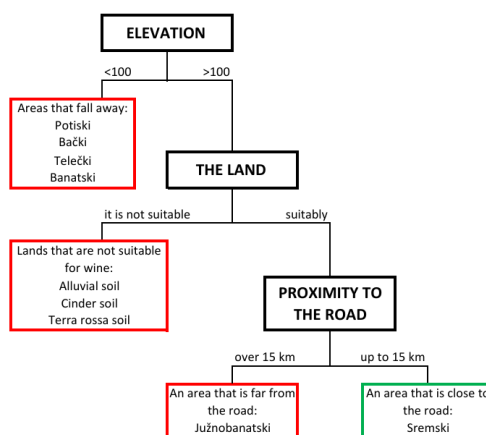 ELEVATION
<100
>100
Areas that fall away:
Potiski
Bački
Telečki
Banatski
THE LAND
it is not suitable
suitably
Lands that are not suitable
for wine:
Alluvial soil
Cinder soil
Terra rossa soil
PROXIMITY TO
THE ROAD
over 15 km
up to 15 km
An area that is far from
the road:
Južnobanatski
An area that is close to
the road:
Sremski